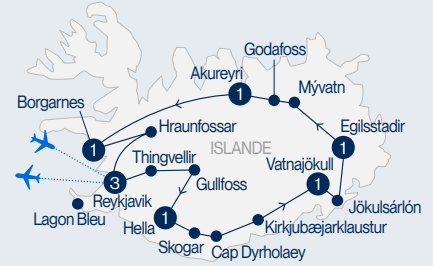 Godafoss
Akureyri
1
Mývatn
Borgarnes
1
Hraunfossar
Egilsstadir
1
ISLANDE
Thingvellir
Vatnajökull
1
3
Reykjavik
Gullfoss
Lagon Bleu
Hella
1
Jökulsárlón
Kirkjubæjarklaustur
Skogar
Cap Dyrholaey